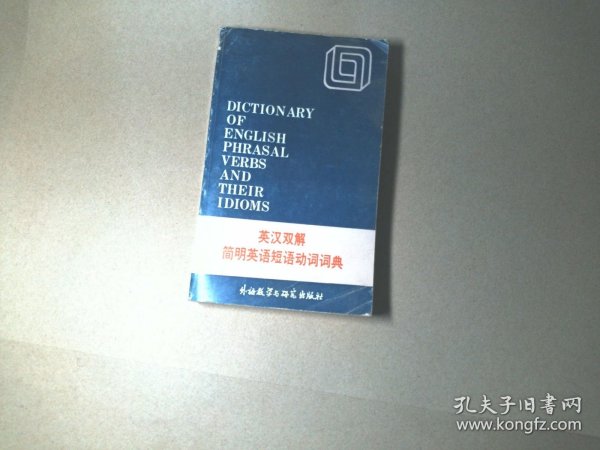 DICTIONARY
OF
ENGLISH
PHRASAL
VERBS
AND
THEIR
IDIOMS
英汉双解
简明英语短语动词词典
外语教学与研究出版社
孔夫子旧书网
www.kongfz.com